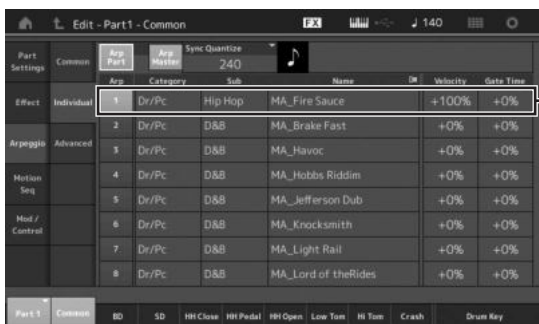 Edit - Part1 - Common FX ♩ 140
Part Settings Common Arp Part Arp Master Sync Quantize 240
Arp Category Sub Name Velocity Gate Time
Effect Individual 1 Dr/Pc Hip Hop MA_Fire Sauce +100% +0%
2 Dr/Pc D&B MA_Brake Fast +0% +0%
Arpeggio Advanced 3 Dr/Pc D&B MA_Havoc +0% +0%
Motion Seq 4 Dr/Pc D&B MA_Hobbs Riddim +0% +0%
5 Dr/Pc D&B MA_Jefferson Dub +0% +0%
Mod / Control 6 Dr/Pc D&B MA_Knocksmith +0% +0%
7 Dr/Pc D&B MA_Light Rail +0% +0%
8 Dr/Pc D&B MA_Lord of theRides +0% +0%
Part 1 Common BD SD HH Close HH Pedal HH Open Low Tom Hi Tom Crash Drum Key